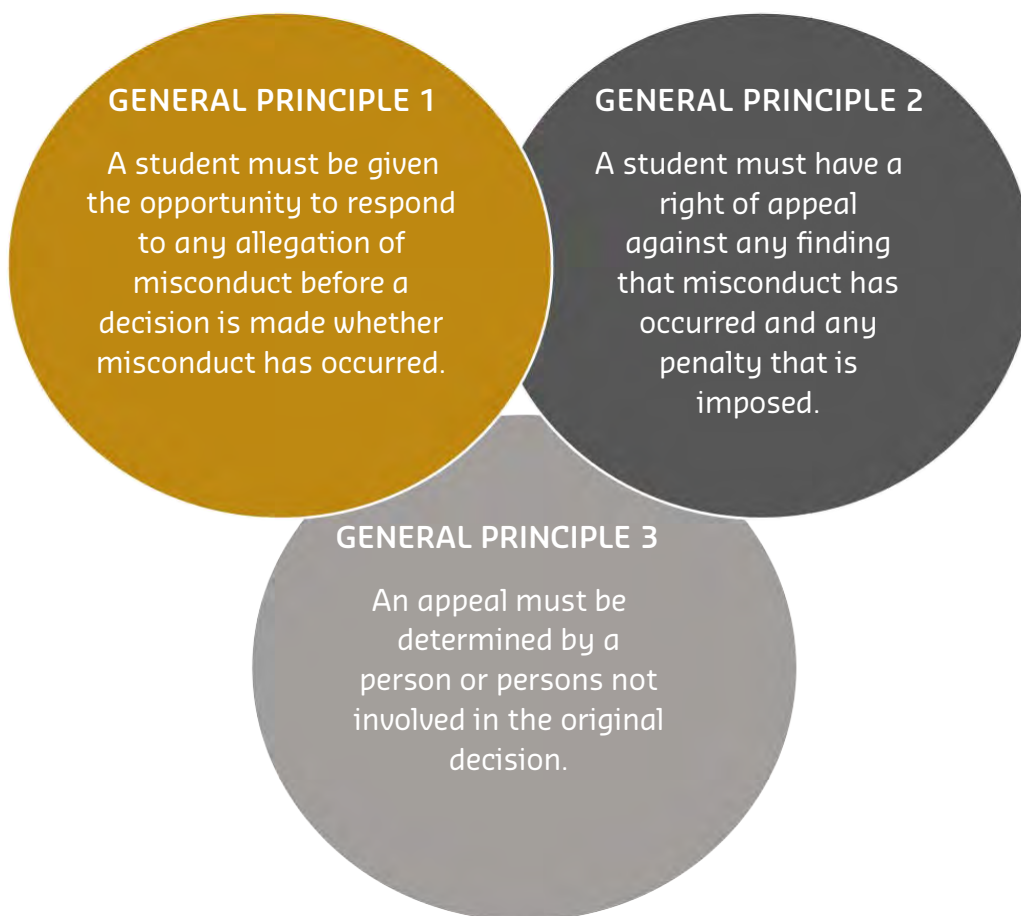 GENERAL PRINCIPLE 1
A student must be given
the opportunity to respond
to any allegation of
misconduct before a
decision is made whether
misconduct has occurred.
GENERAL PRINCIPLE 2
A student must have a
right of appeal
against any finding
that misconduct has
occurred and any
penalty that is
imposed.
GENERAL PRINCIPLE 3
An appeal must be
determined by a
person or persons not
involved in the original
decision.